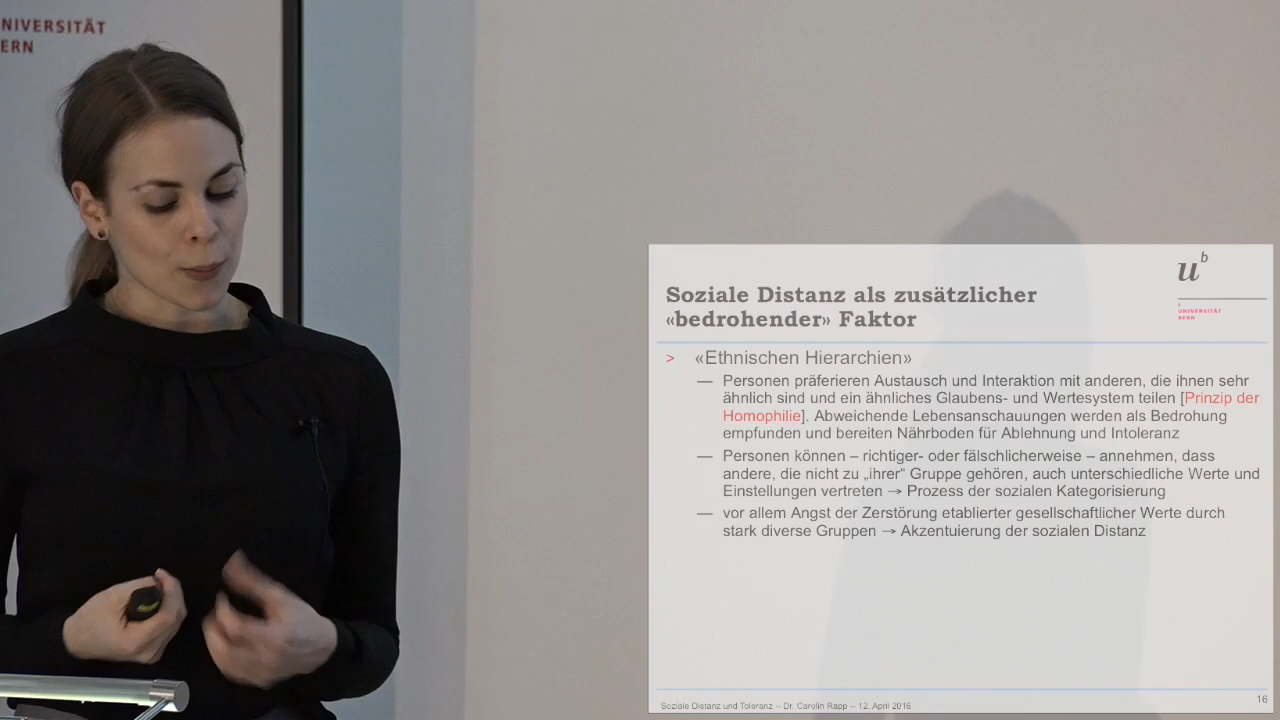 NIVERSITÄT
ERN
u b
b
UNIVERSITÄT
BERN
Soziale Distanz als zusätzlicher
«bedrohender» Faktor
> «Ethnischen Hierarchien»
— Personen präferieren Austausch und Interaktion mit anderen, die ihnen sehr
ähnlich sind und ein ähnliches Glaubens- und Wertesystem teilen [Prinzip der
Homophilie]. Abweichende Lebensanschauungen werden als Bedrohung
empfunden und bereiten Nährboden für Ablehnung und Intoleranz
— Personen können – richtiger- oder fälschlicherweise – annehmen, dass
andere, die nicht zu „ihrer“ Gruppe gehören, auch unterschiedliche Werte und
Einstellungen vertreten → Prozess der sozialen Kategorisierung
— vor allem Angst der Zerstörung etablierter gesellschaftlicher Werte durch
stark diverse Gruppen → Akzentuierung der sozialen Distanz
Soziale Distanz und Toleranz – Dr. Carolin Rapp – 12. April 2016
16